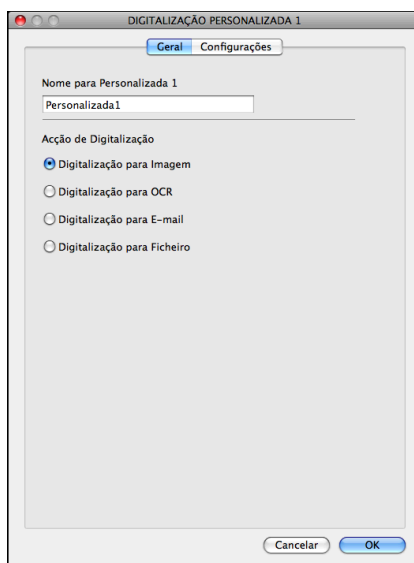 DIGITALIZAÇÃO PERSONALIZADA 1
Geral Configurações
Nome para Personalizada 1
Personalizada1
Acção de Digitalização
Digitalização para Imagem
Digitalização para OCR
Digitalização para E-mail
Digitalização para Ficheiro
Cancelar OK